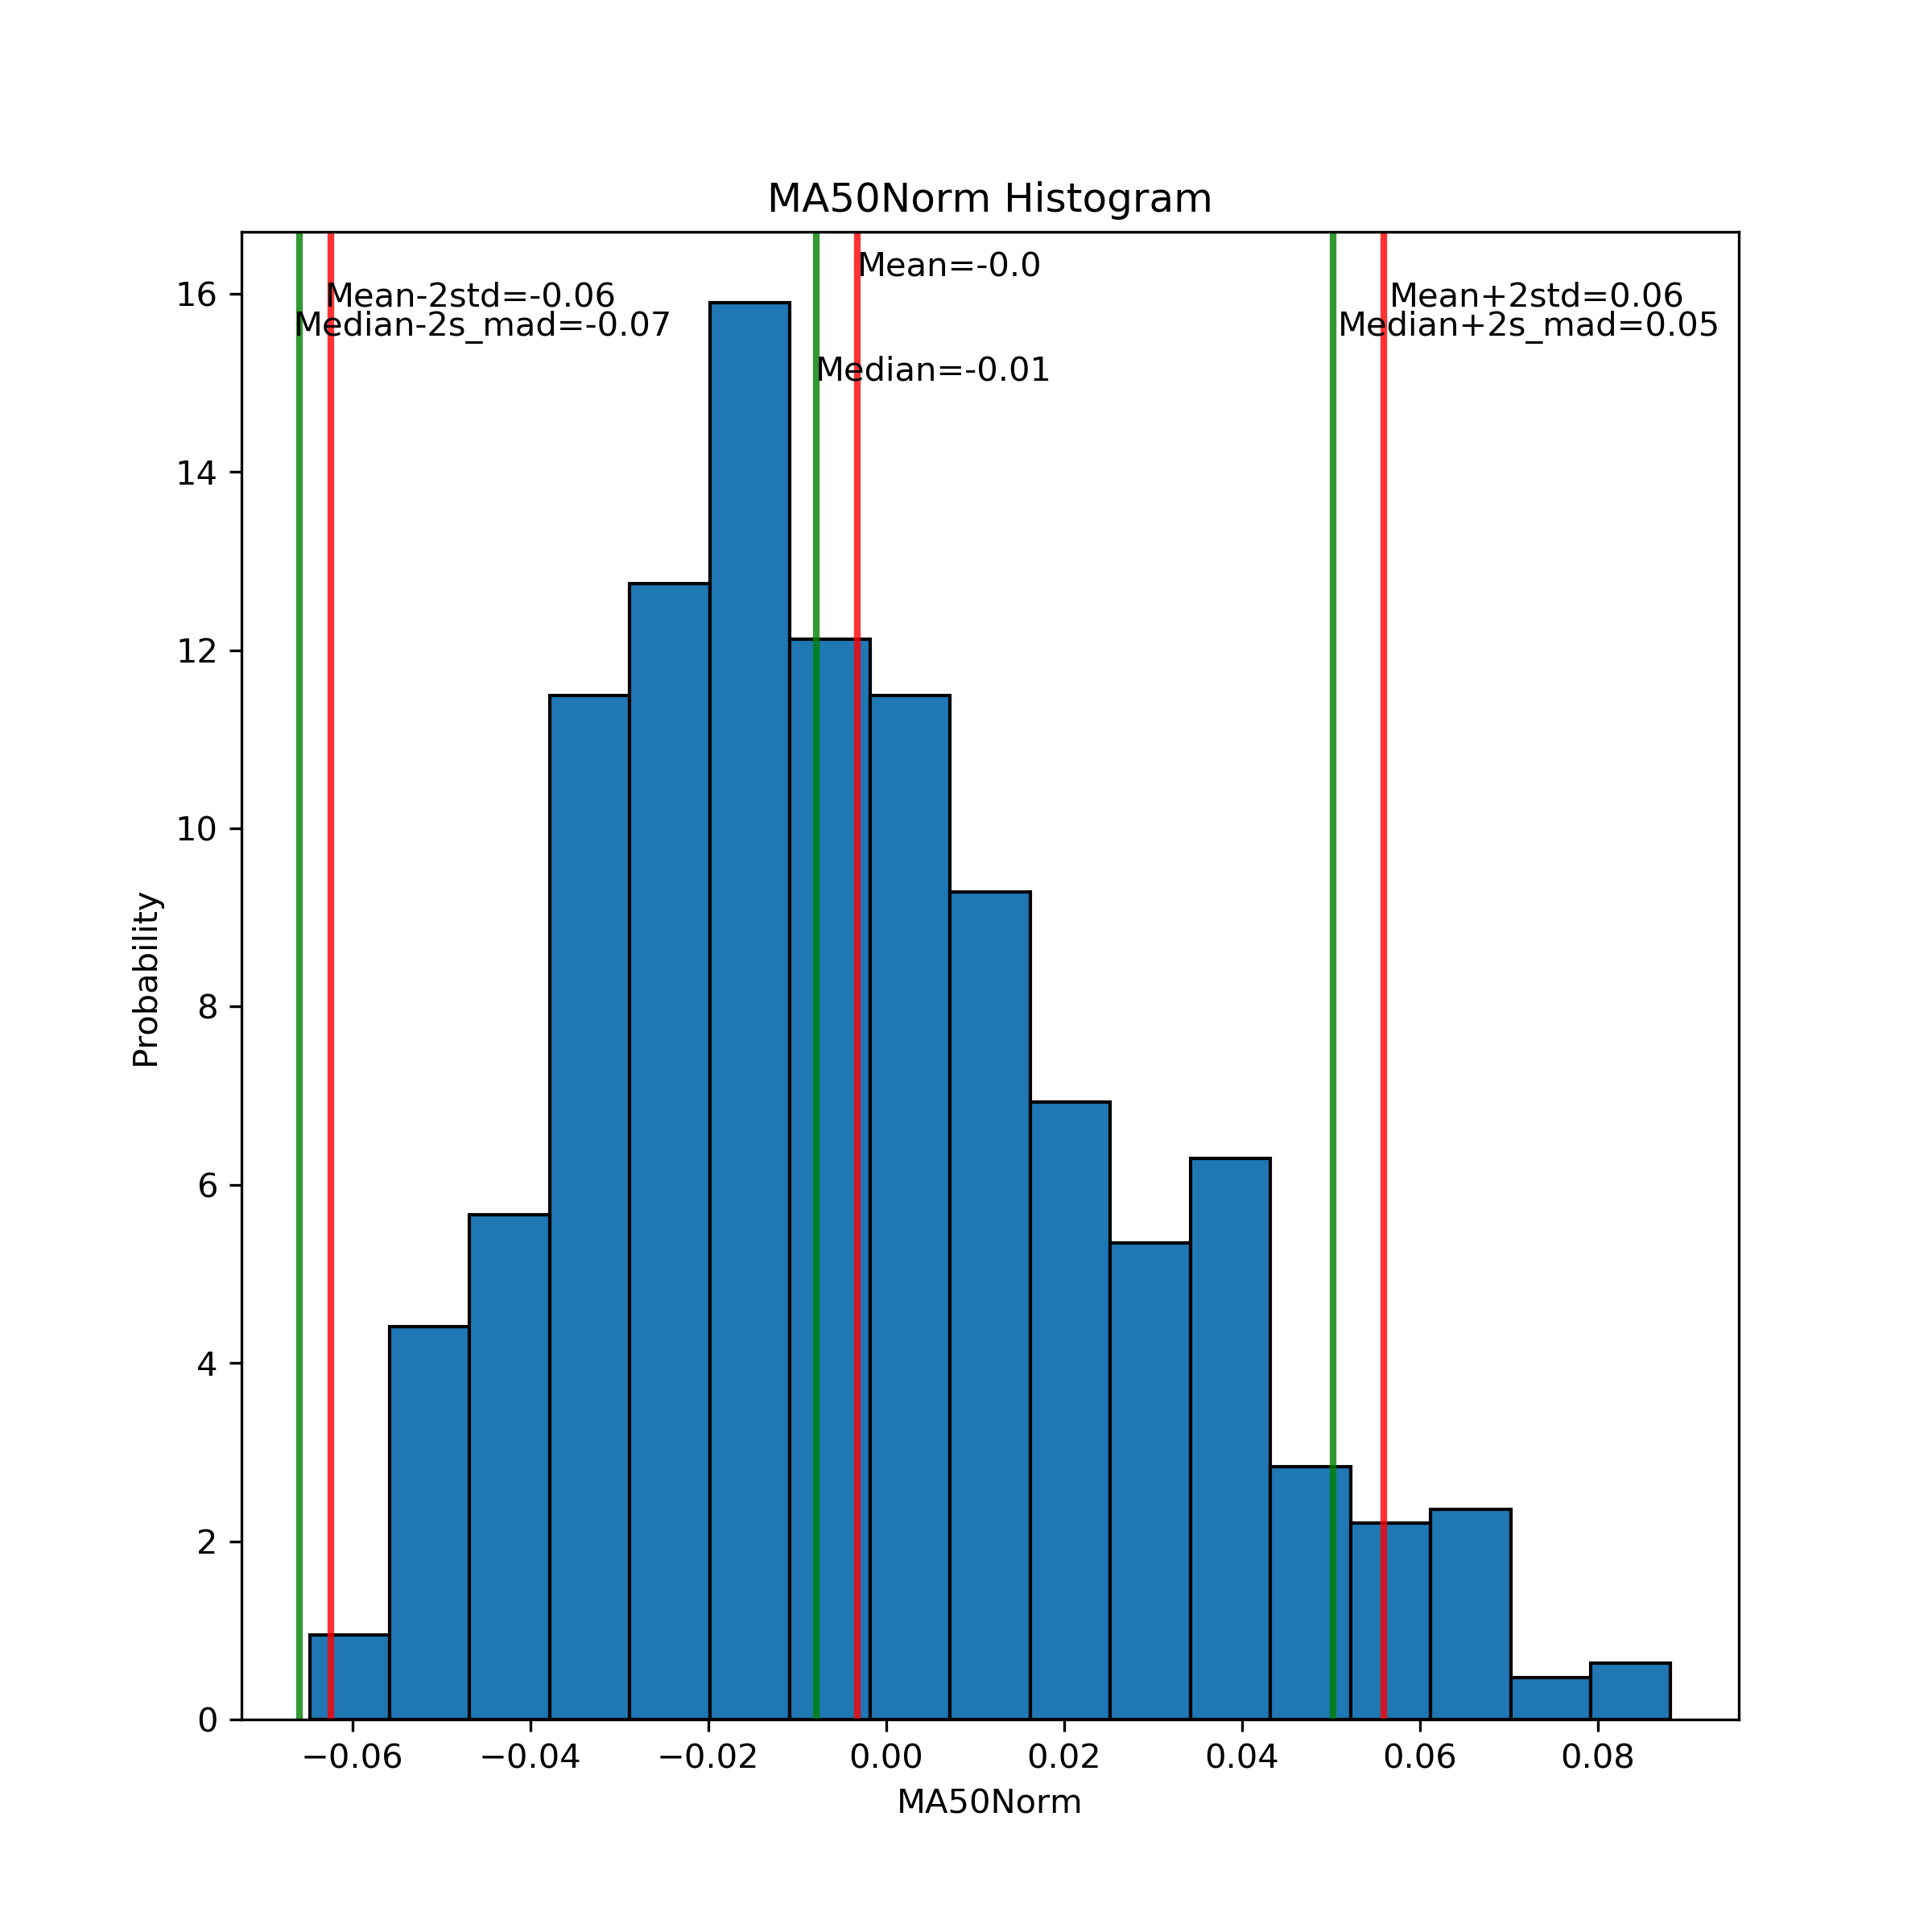 MA50Norm Histogram
Mean=-0.0
Mean-2std=-0.06
Mean+2std=0.06
Median-2s_mad=-0.07
Median+2s_mad=0.05
Median=-0.01
16
14
12
10
8
6
4
2
0
Probability
−0.06 −0.04 −0.02 0.00 0.02 0.04 0.06 0.08
MA50Norm